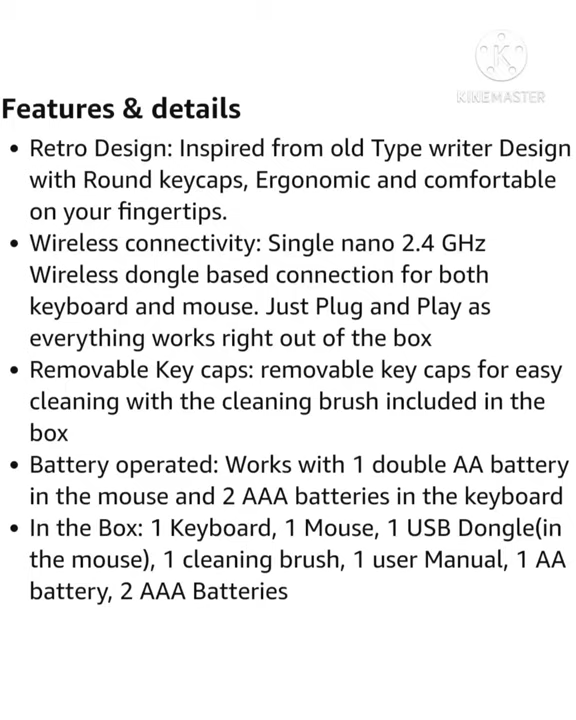 KINEMASTER
Features & details
• Retro Design: Inspired from old Type writer Design
with Round keycaps, Ergonomic and comfortable
on your fingertips.
• Wireless connectivity: Single nano 2.4 GHz
Wireless dongle based connection for both
keyboard and mouse. Just Plug and Play as
everything works right out of the box
• Removable Key caps: removable key caps for easy
cleaning with the cleaning brush included in the
box
• Battery operated: Works with 1 double AA battery
in the mouse and 2 AAA batteries in the keyboard
• In the Box: 1 Keyboard, 1 Mouse, 1 USB Dongle(in
the mouse), 1 cleaning brush, 1 user Manual, 1 AA
battery, 2 AAA Batteries